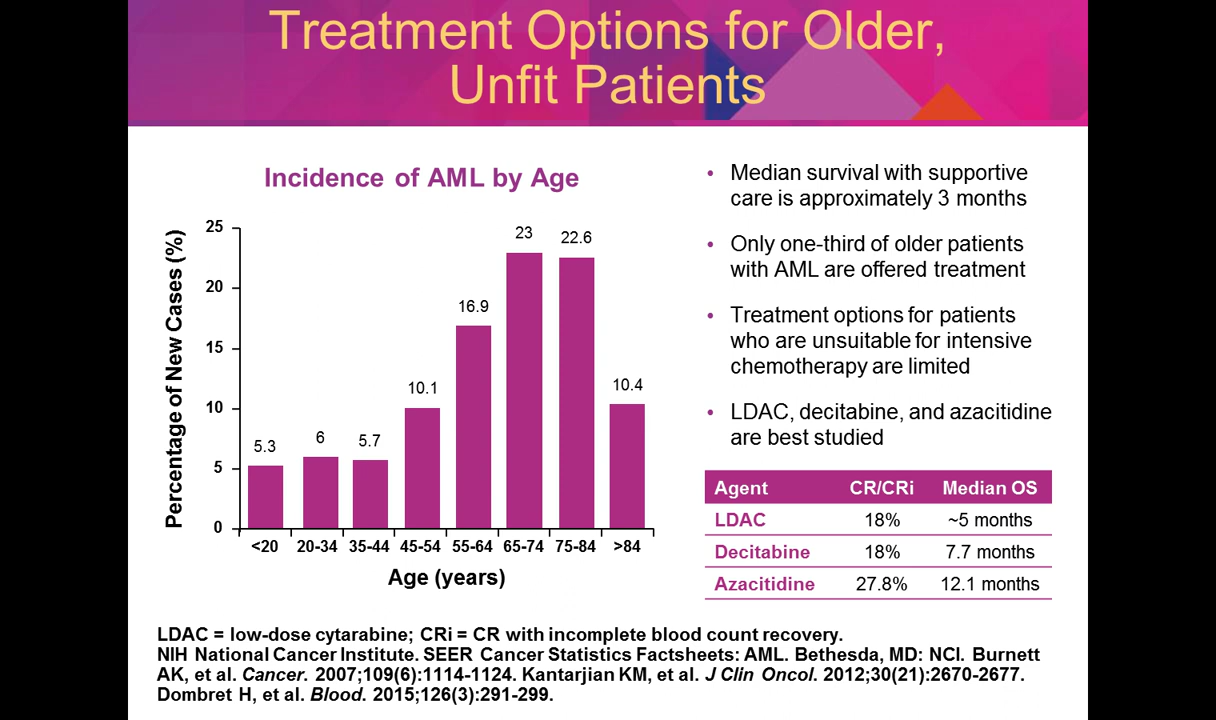 Treatment Options for Older,
Unfit Patients
Incidence of AML by Age
Percentage of New Cases (%)
25
20
15
10
5
0
5.3
6
5.7
10.1
16.9
23
22.6
10.4
<20 20-34 35-44 45-54 55-64 65-74 75-84 >84
Age (years)
• Median survival with supportive
care is approximately 3 months
• Only one-third of older patients
with AML are offered treatment
• Treatment options for patients
who are unsuitable for intensive
chemotherapy are limited
• LDAC, decitabine, and azacitidine
are best studied
Agent CR/CRi Median OS
LDAC 18% ~5 months
Decitabine 18% 7.7 months
Azacitidine 27.8% 12.1 months
LDAC = low-dose cytarabine; CRi = CR with incomplete blood count recovery.
NIH National Cancer Institute. SEER Cancer Statistics Factsheets: AML. Bethesda, MD: NCI. Burnett
AK, et al. Cancer. 2007;109(6):1114-1124. Kantarjian KM, et al. J Clin Oncol. 2012;30(21):2670-2677.
Dombret H, et al. Blood. 2015;126(3):291-299.